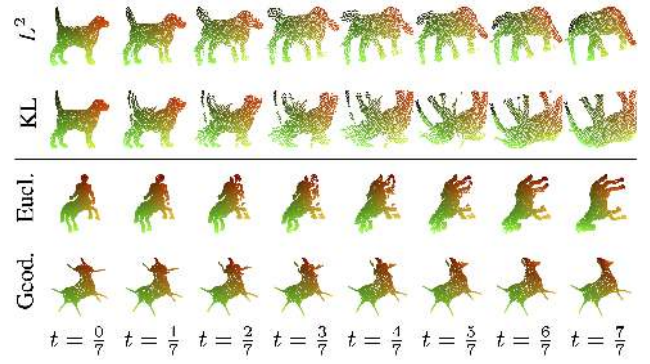 L²
KL
Eucl.
Geod.
t = 0/7 t = 1/7 t = 2/7 t = 3/7 t = 4/7 t = 5/7 t = 6/7 t = 7/7